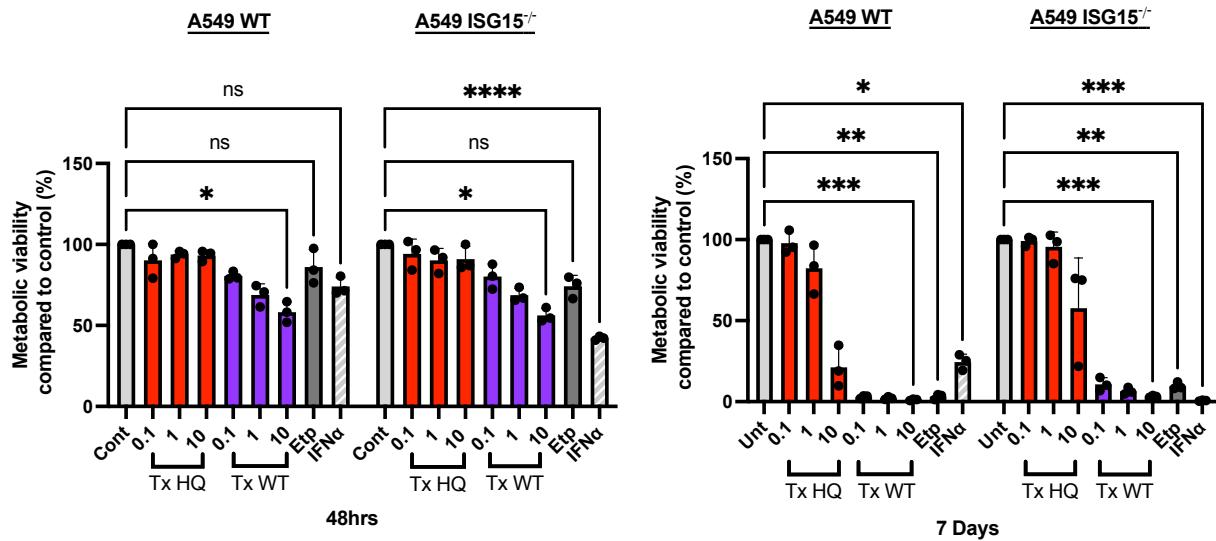 A549 WT
A549 ISG15-/-
ns
****
ns
ns
*
*
150
100
50
0
Metabolic viability
compared to control (%)
Cont 0.1 1 10 0.1 1 10 Etp IFNα
Cont 0.1 1 10 0.1 1 10 Etp IFNα
Tx HQ Tx WT
Tx HQ Tx WT
48hrs
A549 WT
A549 ISG15-/-
*
***
**
**
***
***
150
100
50
0
Metabolic viability
compared to control (%)
Unt 0.1 1 10 0.1 1 10 Etp IFNα
Unt 0.1 1 10 0.1 1 10 Etp IFNα
Tx HQ Tx WT
Tx HQ Tx WT
7 Days